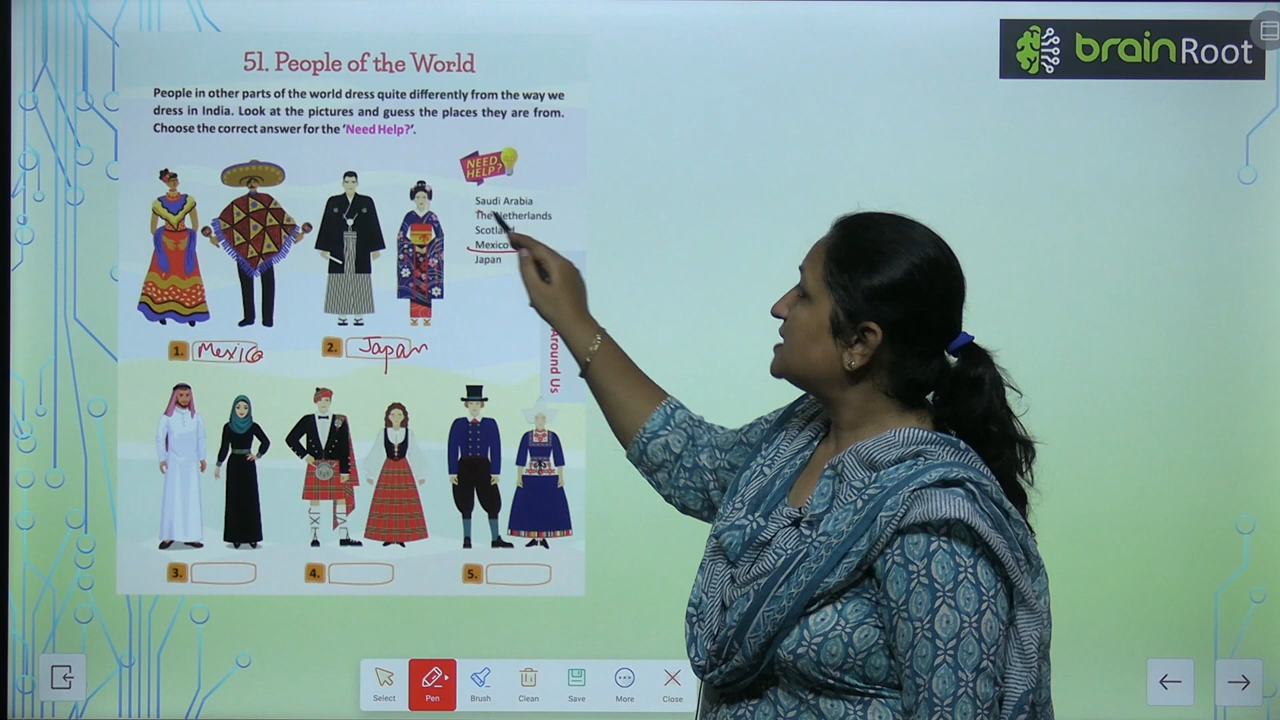 brainRoot
51. People of the World
People in other parts of the world dress quite differently from the way we
dress in India. Look at the pictures and guess the places they are from.
Choose the correct answer for the 'Need Help?'.
NEED
HELP?
Saudi Arabia
The Netherlands
Scotland
Mexico
Japan
1. Mexico
2. Japan
Around Us
3.
4.
5.
Select
Pen
Brush
Clean
Save
More
Close